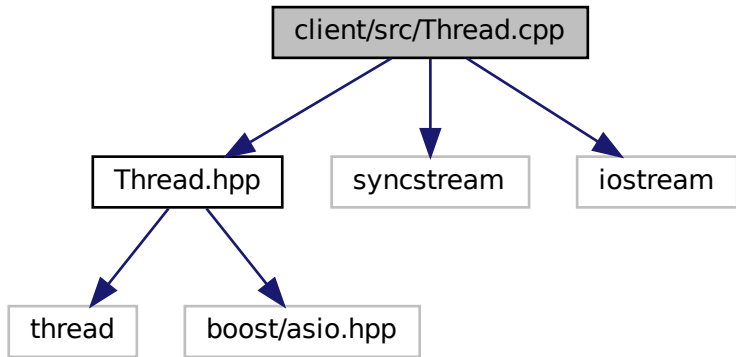 client/src/Thread.cpp
Thread.hpp
syncstream
iostream
thread
boost/asio.hpp